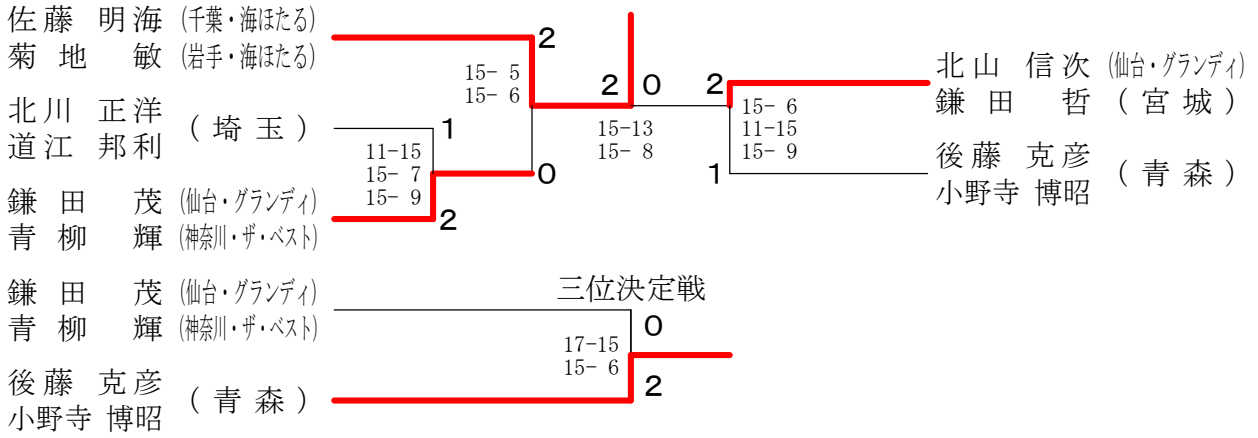 佐藤 明海 (千葉・海ほたる)
菊地 敏 (岩手・海ほたる)
北川 正洋
道江 邦利
(埼玉)
鎌田 茂 (仙台・グランディ)
青柳 輝 (神奈川・ザ・ベスト)
1
2
11-15
15- 7
15- 9
2
0
15- 5
15- 6
2 0
15-13
15- 8
2
1
15- 6
11-15
15- 9
北山 信次 (仙台・グランディ)
鎌田 哲 (宮城)
後藤 克彦
小野寺 博昭
(青森)
三位決定戦
鎌田 茂 (仙台・グランディ)
青柳 輝 (神奈川・ザ・ベスト)
後藤 克彦
小野寺 博昭
(青森)
0
17-15
15- 6
2